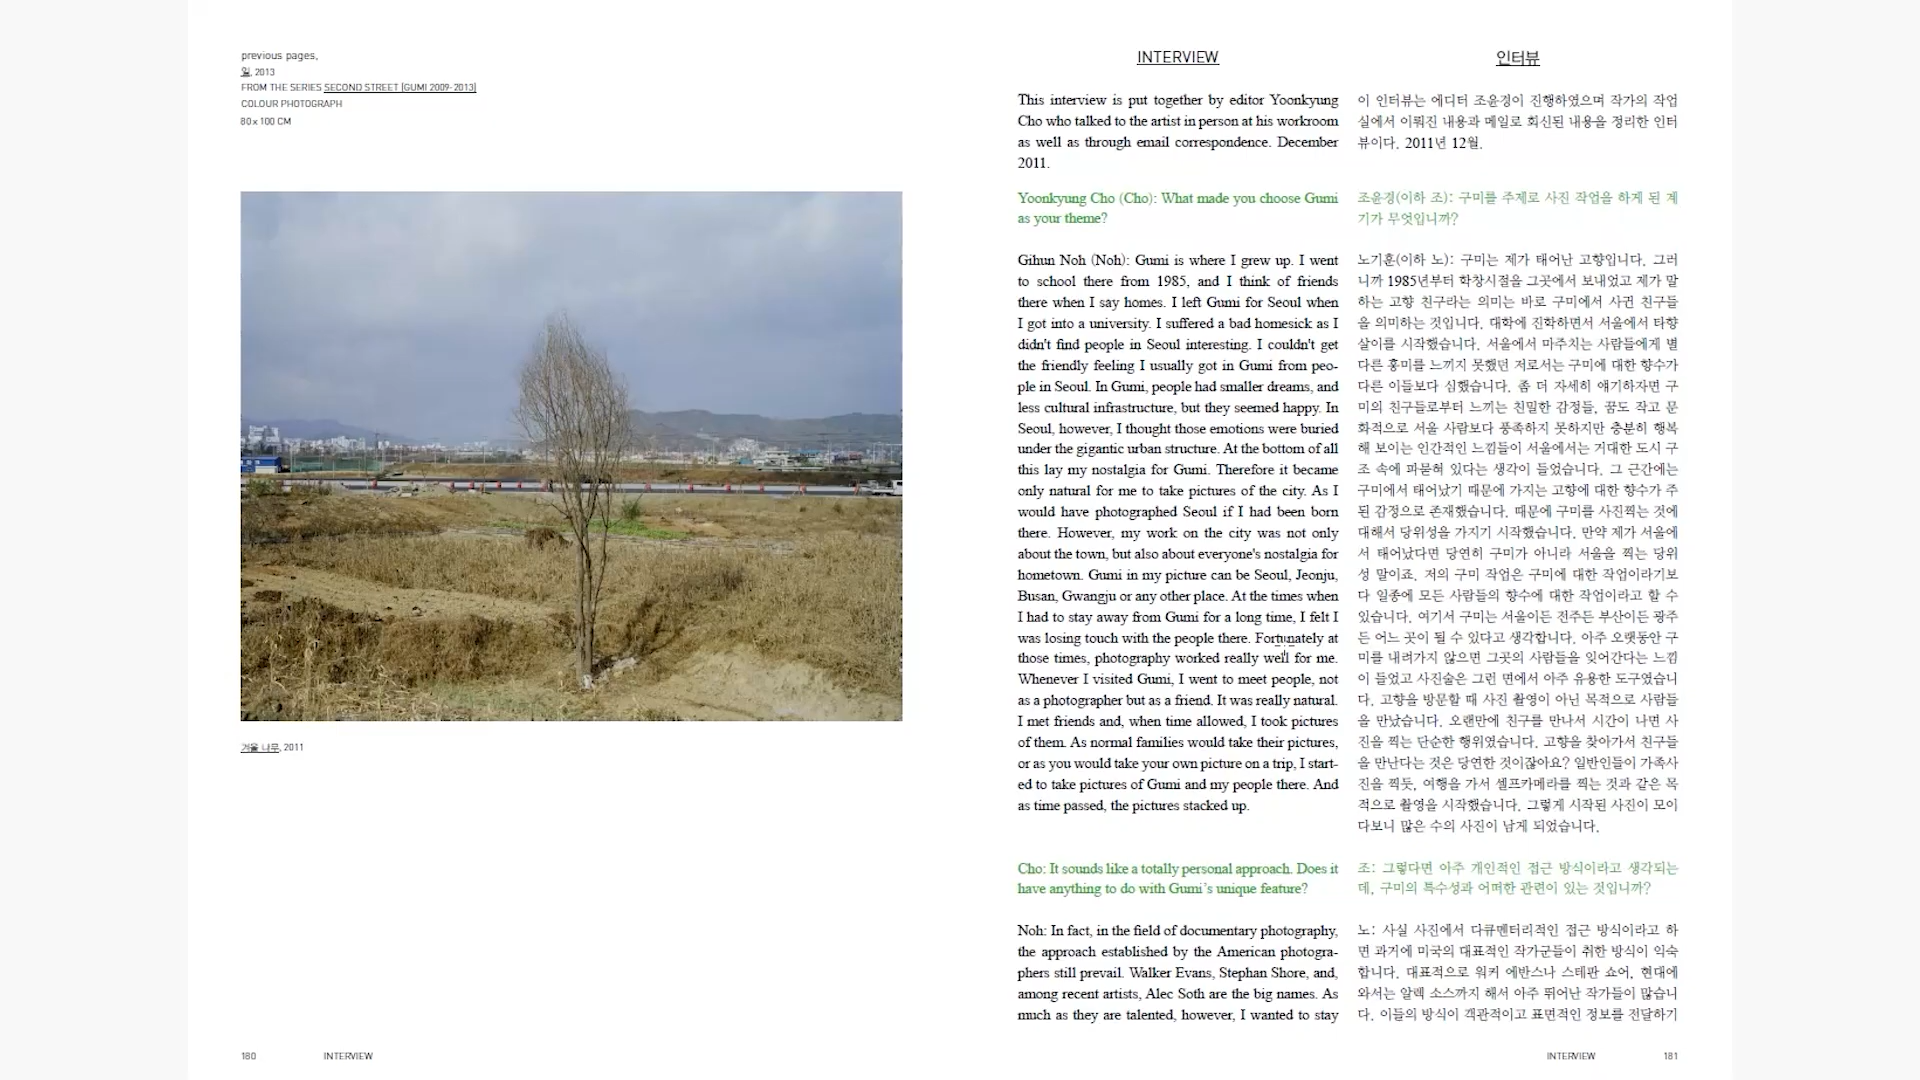 previous pages,
일, 2013
FROM THE SERIES SECOND STREET [GUMI 2009-2013]
COLOUR PHOTOGRAPH
80 x 100 CM
겨울 나무, 2011
180
INTERVIEW
INTERVIEW
This interview is put together by editor Yoonkyung
Cho who talked to the artist in person at his workroom
as well as through email correspondence. December
2011.
Yoonkyung Cho (Cho): What made you choose Gumi
as your theme?
Gihun Noh (Noh): Gumi is where I grew up. I went
to school there from 1985, and I think of friends
there when I say homes. I left Gumi for Seoul when
I got into a university. I suffered a bad homesick as I
didn't find people in Seoul interesting. I couldn't get
the friendly feeling I usually got in Gumi from peo-
ple in Seoul. In Gumi, people had smaller dreams, and
less cultural infrastructure, but they seemed happy. In
Seoul, however, I thought those emotions were buried
under the gigantic urban structure. At the bottom of all
this lay my nostalgia for Gumi. Therefore it became
only natural for me to take pictures of the city. As I
would have photographed Seoul if I had been born
there. However, my work on the city was not only
about the town, but also about everyone's nostalgia for
hometown. Gumi in my picture can be Seoul, Jeonju,
Busan, Gwangju or any other place. At the times when
I had to stay away from Gumi for a long time, I felt I
was losing touch with the people there. Fortunately at
those times, photography worked really well for me.
Whenever I visited Gumi, I went to meet people, not
as a photographer but as a friend. It was really natural.
I met friends and, when time allowed, I took pictures
of them. As normal families would take their pictures,
or as you would take your own picture on a trip, I start-
ed to take pictures of Gumi and my people there. And
as time passed, the pictures stacked up.
Cho: It sounds like a totally personal approach. Does it
have anything to do with Gumi's unique feature?
Noh: In fact, in the field of documentary photography,
the approach established by the American photogra-
phers still prevail. Walker Evans, Stephan Shore, and,
among recent artists, Alec Soth are the big names. As
much as they are talented, however, I wanted to stay
인터뷰
이 인터뷰는 에디터 조윤경이 진행하였으며 작가의 작업
실에서 이뤄진 내용과 메일로 회신된 내용을 정리한 인터
뷰이다. 2011년 12월.
조윤경(이하 조): 구미를 주제로 사진 작업을 하게 된 계
기가 무엇입니까?
노기훈(이하 노): 구미는 제가 태어난 고향입니다. 그러
니까 1985년부터 학창시절을 그곳에서 보내었고 제가 말
하는 고향 친구라는 의미는 바로 구미에서 사귄 친구들
을 의미하는 것입니다. 대학에 진학하면서 서울에서 타향
살이를 시작했습니다. 서울에서 마주치는 사람들에게 별
다른 흥미를 느끼지 못했던 저로서는 구미에 대한 향수가
다른 이들보다 심했습니다. 좀 더 자세히 얘기하자면 구
미의 친구들로부터 느끼는 친밀한 감정들, 꿈도 작고 문
화적으로 서울 사람보다 풍족하지 못하지만 충분히 행복
해 보이는 인간적인 느낌들이 서울에서는 거대한 도시 구
조 속에 파묻혀 있다는 생각이 들었습니다. 그 근간에는
구미에서 태어났기 때문에 가지는 고향에 대한 향수가 주
된 감정으로 존재했습니다. 때문에 구미를 사진찍는 것에
대해서 당위성을 가지기 시작했습니다. 만약 제가 서울에
서 태어났다면 당연히 구미가 아니라 서울을 찍는 당위
성 말이죠. 저의 구미 작업은 구미에 대한 작업이라기보
다 일종에 모든 사람들의 향수에 대한 작업이라고 할 수
있습니다. 여기서 구미는 서울이든 전주든 부산이든 광주
든 어느 곳이 될 수 있다고 생각합니다. 아주 오랫동안 구
미를 내려가지 않으면 그곳의 사람들을 잊어간다는 느낌
이 들었고 사진술은 그런 면에서 아주 유용한 도구였습니
다. 고향을 방문할 때 사진 촬영이 아닌 목적으로 사람들
을 만났습니다. 오랜만에 친구를 만나서 시간이 나면 사
진을 찍는 단순한 행위였습니다. 고향을 찾아가서 친구들
을 만난다는 것은 당연한 것이잖아요? 일반인들이 가족사
진을 찍듯, 여행을 가서 셀프카메라를 찍는 것과 같은 목
적으로 촬영을 시작했습니다. 그렇게 시작된 사진이 모이
다보니 많은 수의 사진이 남게 되었습니다.
조: 그렇다면 아주 개인적인 접근 방식이라고 생각되는
데, 구미의 특수성과 어떠한 관련이 있는 것입니까?
노: 사실 사진에서 다큐멘터리적인 접근 방식이라고 하
면 과거에 미국의 대표적인 작가군들이 취한 방식이 익숙
합니다. 대표적으로 워커 에반스나 스테판 쇼어, 현대에
와서는 알렉 소스까지 해서 아주 뛰어난 작가들이 많습니
다. 이들의 방식이 객관적이고 표면적인 정보를 전달하기
INTERVIEW
181